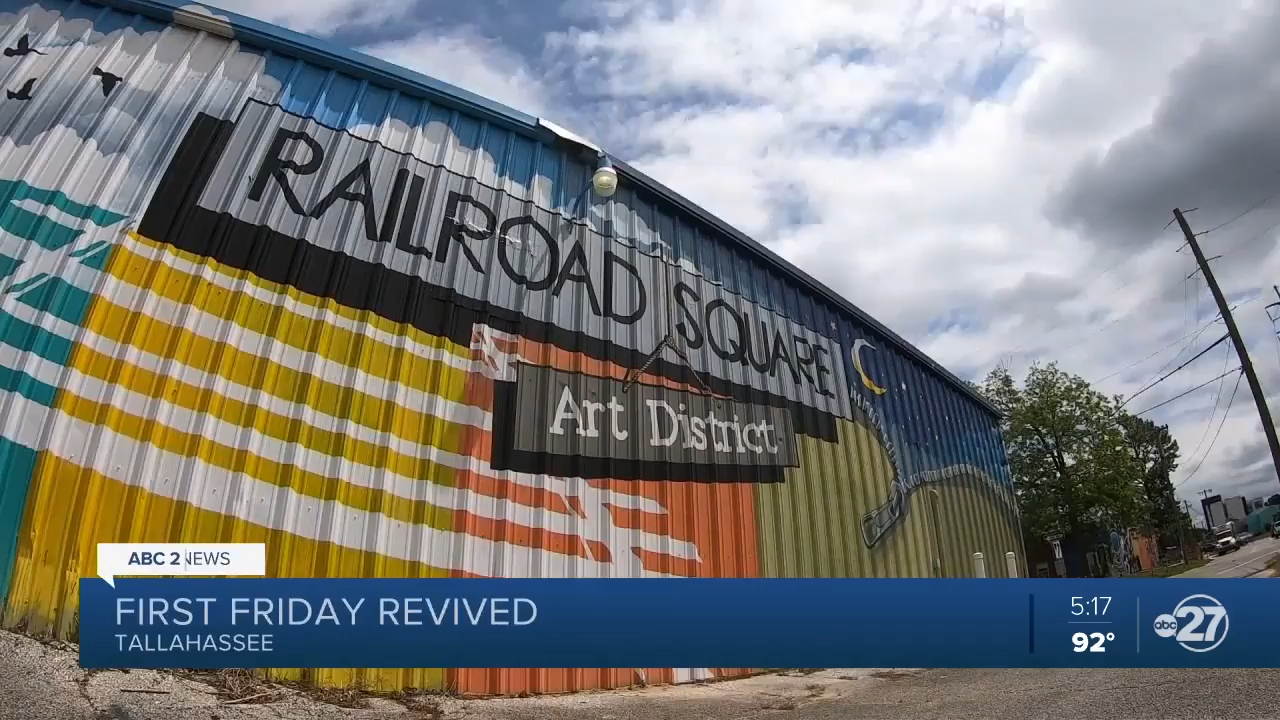 RAILROAD SQUARE
Art District
ABC 2 NEWS
FIRST FRIDAY REVIVED
TALLAHASSEE
5:17
92°
abc 27